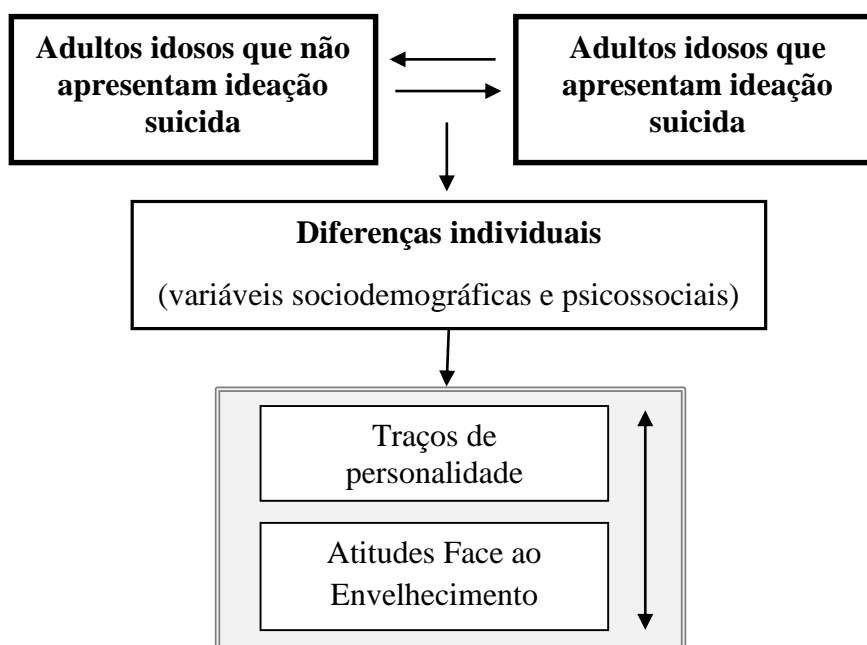 Adultos idosos que não
apresentam ideação
suicida
Adultos idosos que
apresentam ideação
suicida
Diferenças individuais
(variáveis sociodemográficas e psicossociais)
Traços de
personalidade
Atitudes Face ao
Envelhecimento